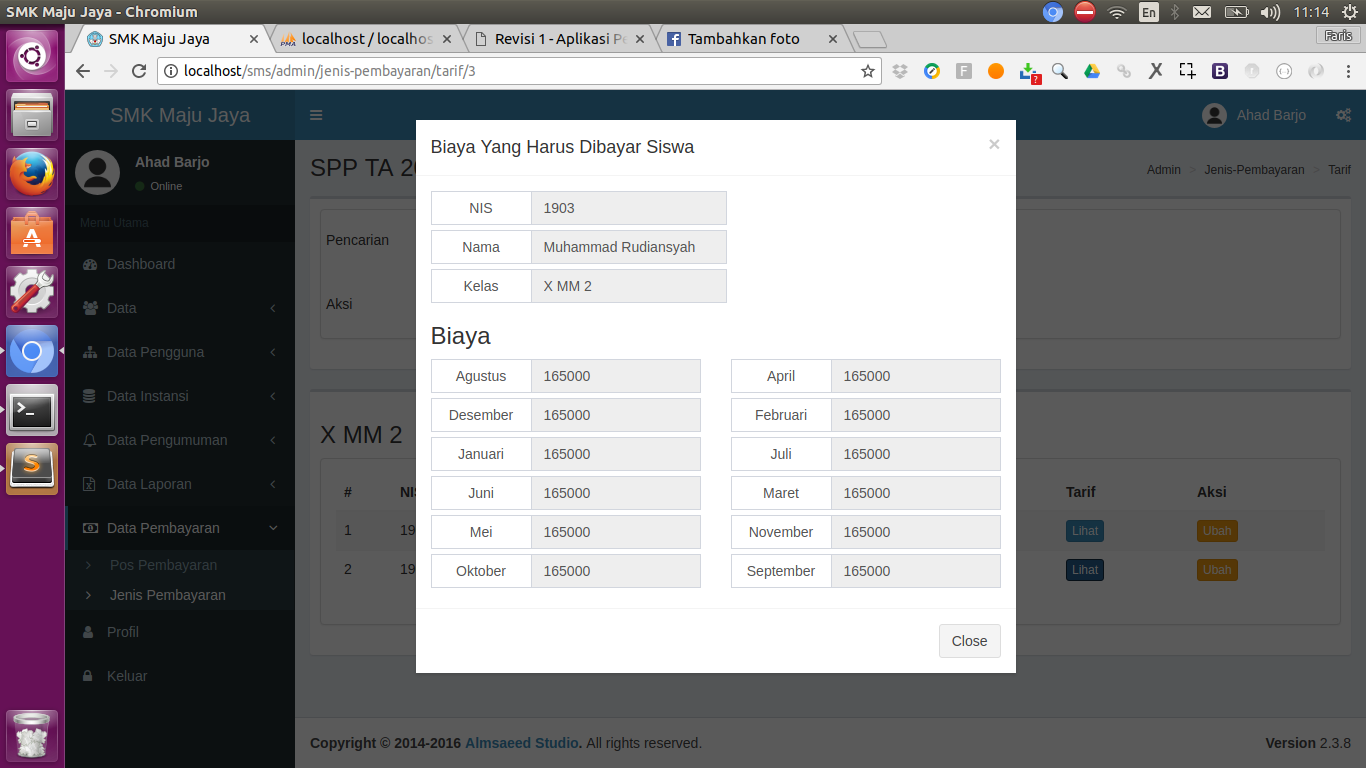 SMK Maju Jaya - Chromium
En
11:14
SMK Maju Jaya
localhost / localhos
Revisi 1 - Aplikasi Pe
Tambahkan foto
Faris
localhost/sms/admin/jenis-pembayaran/tarif/3
SMK Maju Jaya
Ahad Barjo
Ahad Barjo
Online
Menu Utama
Dashboard
Data
Data Pengguna
Data Instansi
Data Pengumuman
Data Laporan
Data Pembayaran
Pos Pembayaran
Jenis Pembayaran
Profil
Keluar
SPP TA 20
Admin > Jenis-Pembayaran > Tarif
Pencarian
Aksi
X MM 2
# NIS Tarif Aksi
1 19 Lihat Ubah
2 19 Lihat Ubah
Biaya Yang Harus Dibayar Siswa
×
NIS 1903
Nama Muhammad Rudiansyah
Kelas X MM 2
Biaya
Agustus 165000 April 165000
Desember 165000 Februari 165000
Januari 165000 Juli 165000
Juni 165000 Maret 165000
Mei 165000 November 165000
Oktober 165000 September 165000
Close
Copyright © 2014-2016 Almsaeed Studio. All rights reserved.
Version 2.3.8